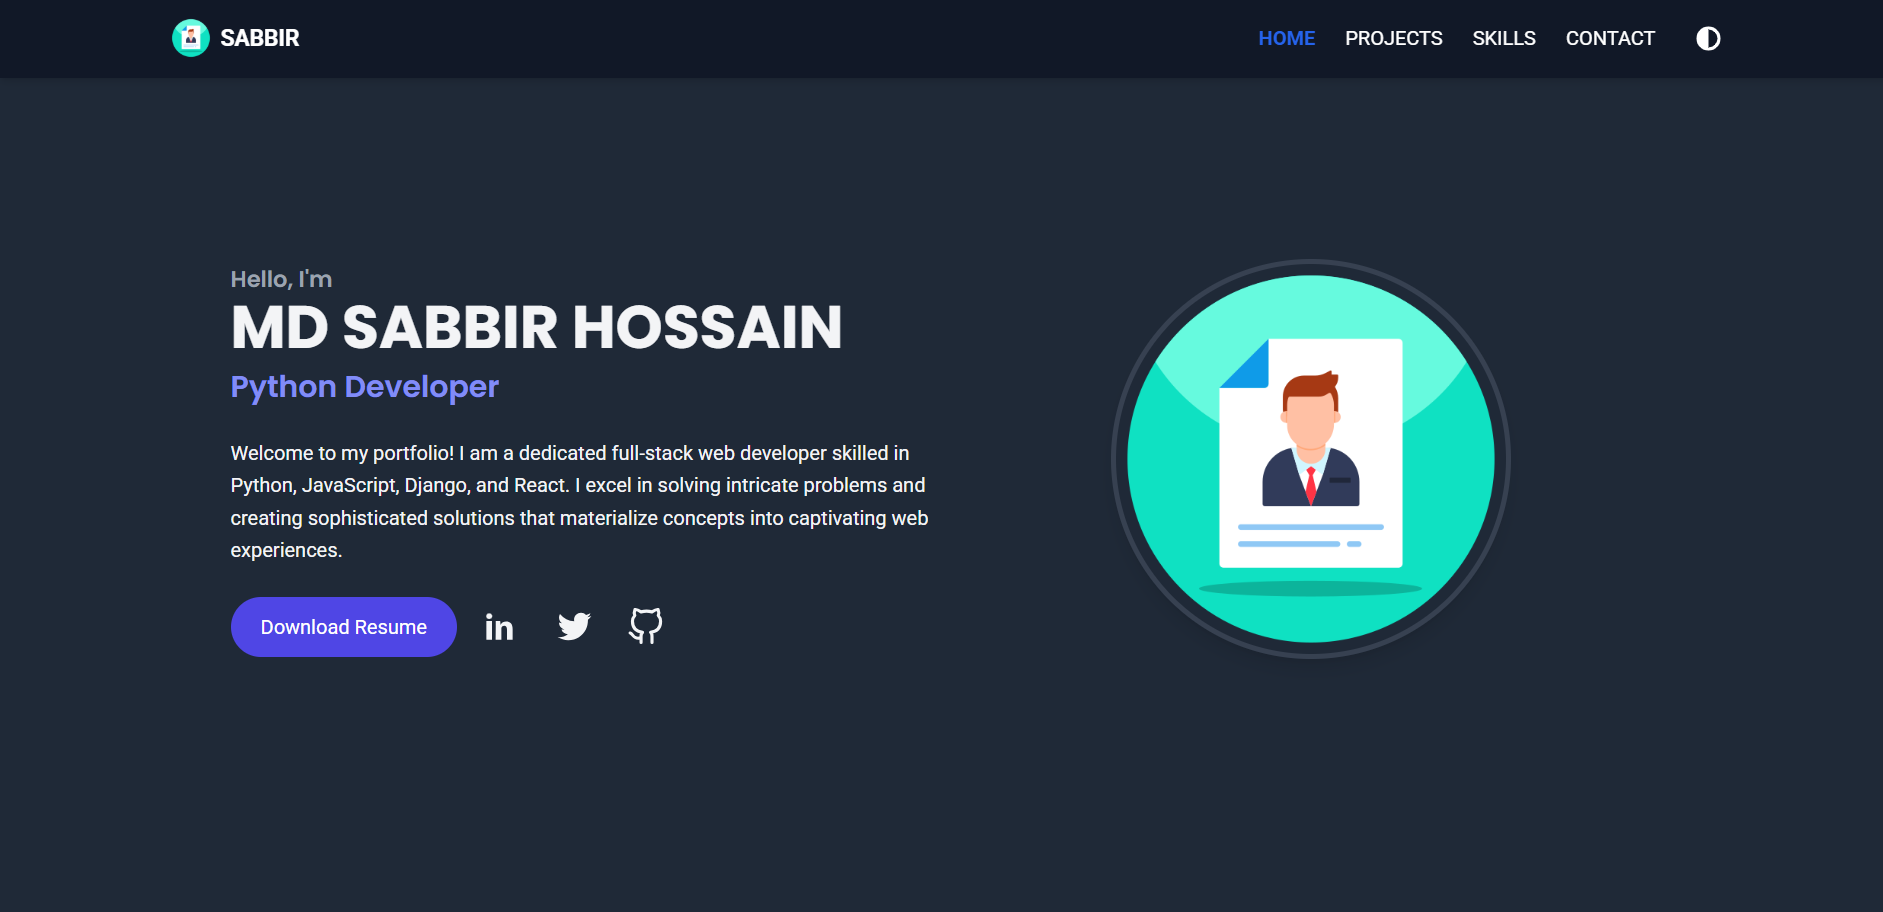 SABBIR
HOME PROJECTS SKILLS CONTACT
Hello, I'm
MD SABBIR HOSSAIN
Python Developer
Welcome to my portfolio! I am a dedicated full-stack web developer skilled in
Python, JavaScript, Django, and React. I excel in solving intricate problems and
creating sophisticated solutions that materialize concepts into captivating web
experiences.
Download Resume